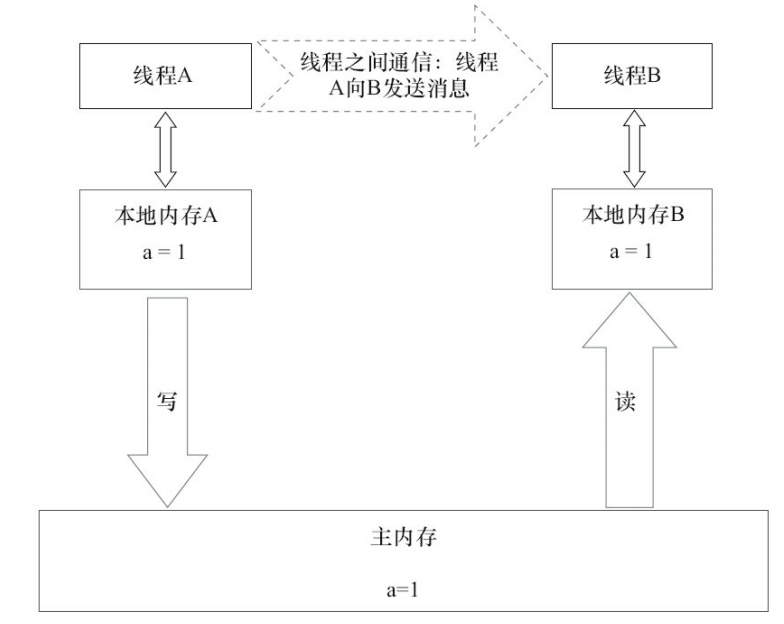 线程A
线程之间通信：线程
A向B发送消息
线程B
本地内存A
a = 1
本地内存B
a = 1
写
读
主内存
a=1